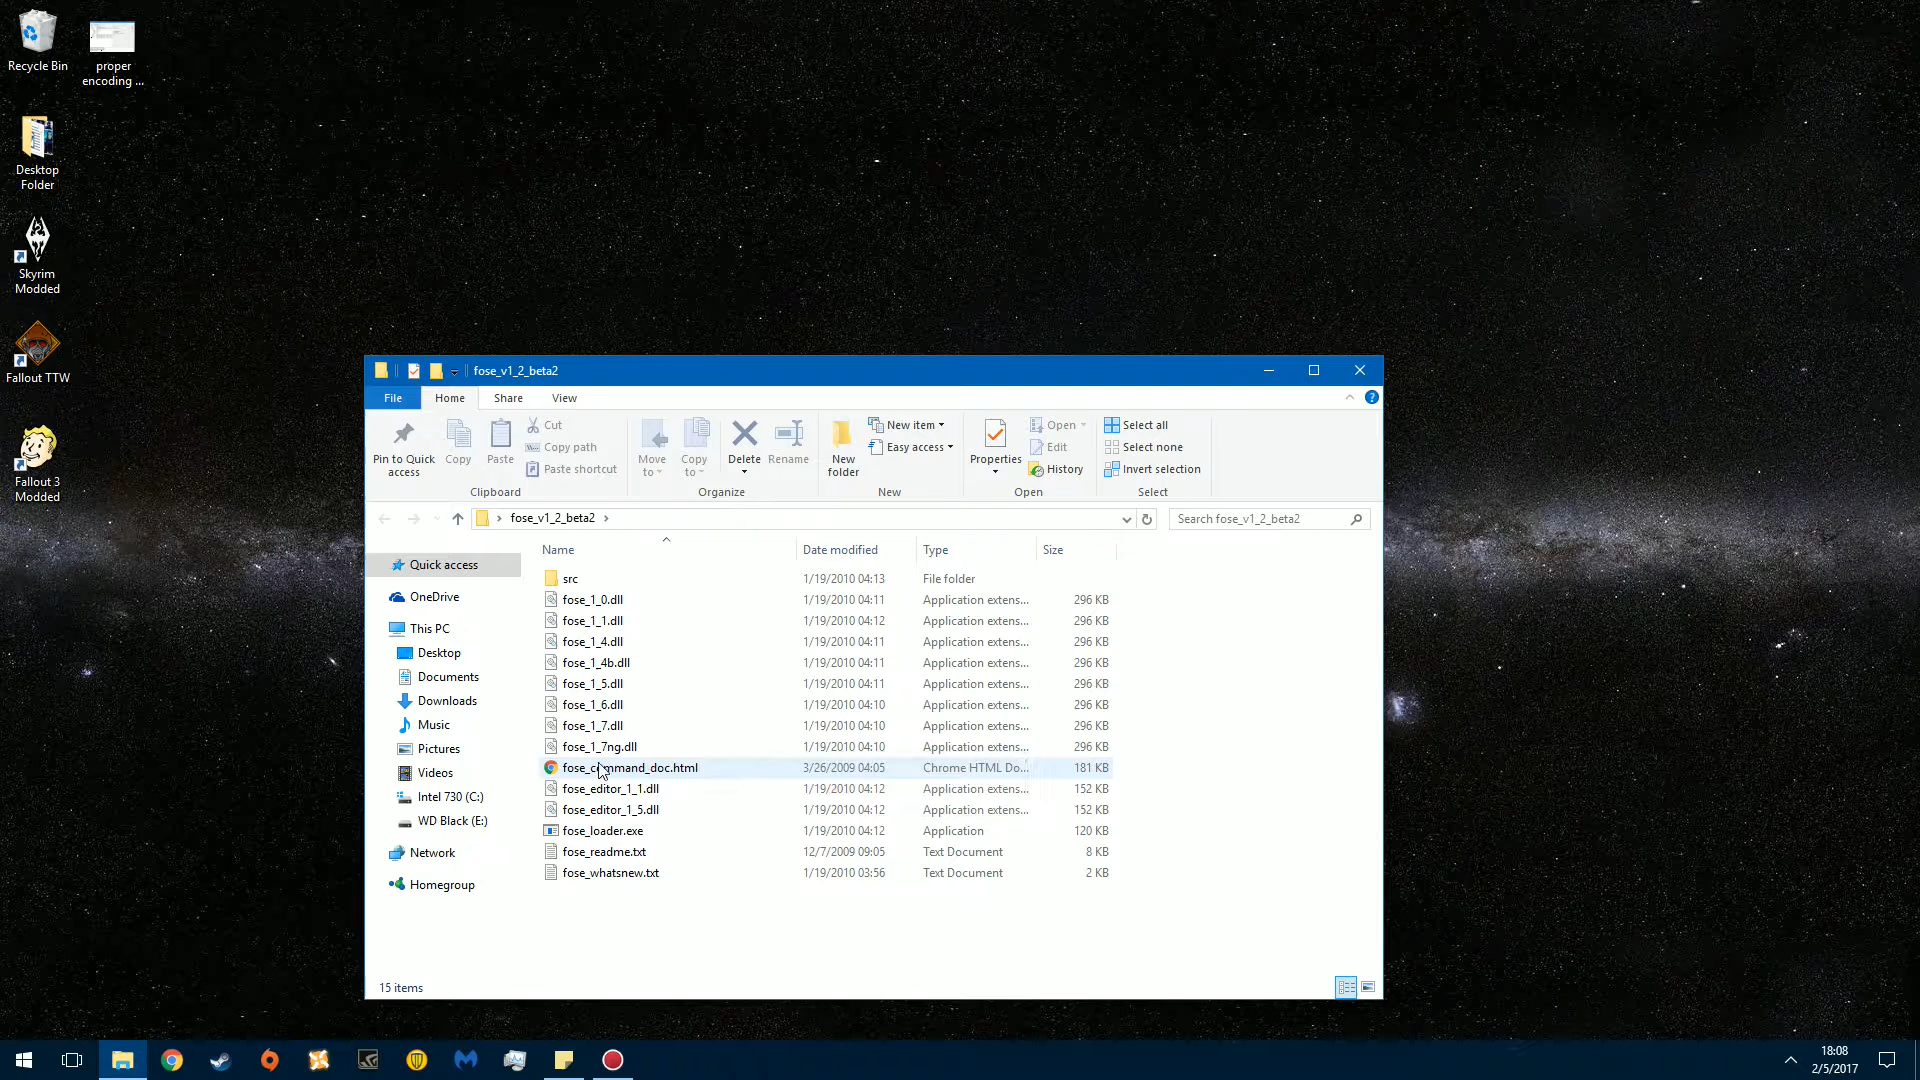 Recycle Bin
proper
encoding ...
Desktop
Folder
Skyrim
Modded
Fallout TTW
Fallout 3
Modded
fose_v1_2_beta2
File Home Share View
Pin to Quick
access
Copy
Paste
Cut
Copy path
Paste shortcut
Clipboard
Move
to
Copy
to
Delete
Rename
Organize
New
folder
New item
Easy access
New
Properties
Open
Edit
History
Open
Select all
Select none
Invert selection
Select
fose_v1_2_beta2
Search fose_v1_2_beta2
Quick access
OneDrive
This PC
Desktop
Documents
Downloads
Music
Pictures
Videos
Intel 730 (C:)
WD Black (E:)
Network
Homegroup
Name Date modified Type Size
src 1/19/2010 04:13 File folder
fose_1_0.dll 1/19/2010 04:11 Application extens... 296 KB
fose_1_1.dll 1/19/2010 04:12 Application extens... 296 KB
fose_1_4.dll 1/19/2010 04:11 Application extens... 296 KB
fose_1_4b.dll 1/19/2010 04:11 Application extens... 296 KB
fose_1_5.dll 1/19/2010 04:11 Application extens... 296 KB
fose_1_6.dll 1/19/2010 04:10 Application extens... 296 KB
fose_1_7.dll 1/19/2010 04:10 Application extens... 296 KB
fose_1_7ng.dll 1/19/2010 04:10 Application extens... 296 KB
fose_command_doc.html 3/26/2009 04:05 Chrome HTML Do... 181 KB
fose_editor_1_1.dll 1/19/2010 04:12 Application extens... 152 KB
fose_editor_1_5.dll 1/19/2010 04:12 Application extens... 152 KB
fose_loader.exe 1/19/2010 04:12 Application 120 KB
fose_readme.txt 12/7/2009 09:05 Text Document 8 KB
fose_whatsnew.txt 1/19/2010 03:56 Text Document 2 KB
15 items
18:08
2/5/2017